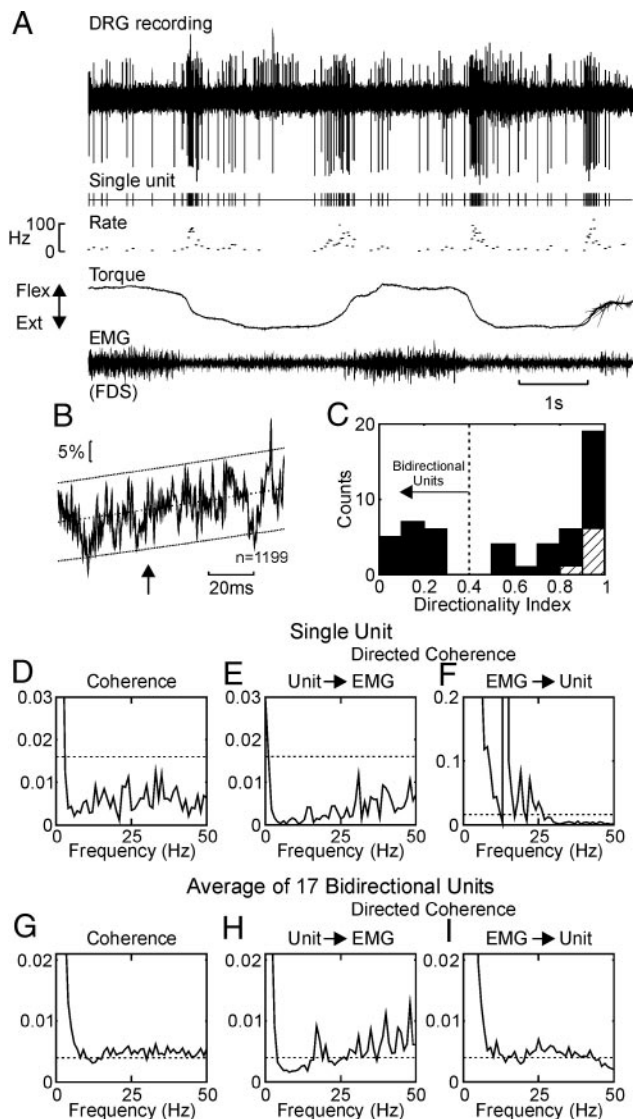 A
DRG recording
Single unit
100
Rate
Hz
0
Torque
Flex
Ext
EMG
(FDS)
1s
B
5%
n=1199
20ms
C
20
10
0
Counts
Bidirectional
Units
0 0.2 0.4 0.6 0.8 1
Directionality Index
Single Unit
Directed Coherence
D Coherence
E Unit EMG
F EMG Unit
0.03
0.02
0.01
0
0 25 50
Frequency (Hz)
0.03
0.02
0.01
0
0 25 50
Frequency (Hz)
0.2
0.1
0
0 25 50
Frequency (Hz)
Average of 17 Bidirectional Units
Directed Coherence
G Coherence
H Unit EMG
I EMG Unit
0.02
0.01
0
0 25 50
Frequency (Hz)
0.02
0.01
0
0 25 50
Frequency (Hz)
0.02
0.01
0
0 25 50
Frequency (Hz)